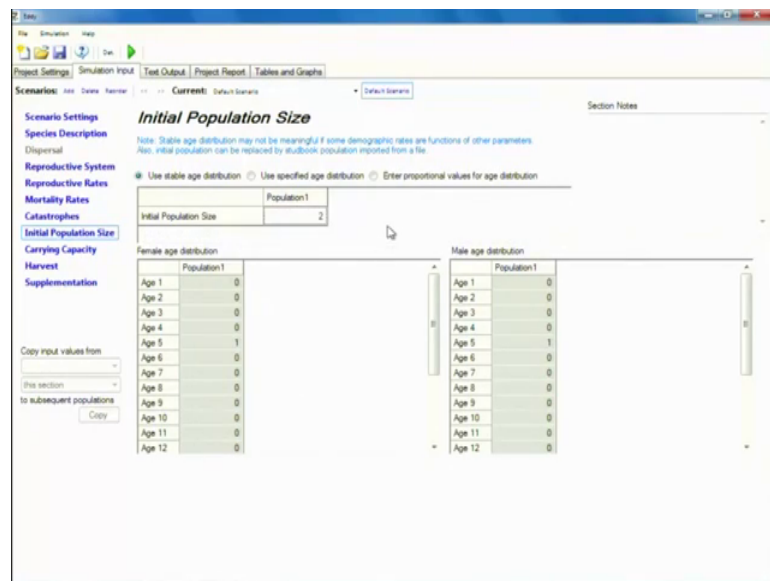 File Simulation Help
Project Settings Simulation Input Text Output Project Report Tables and Graphs
Scenarios: Add Delete Reorder << >> Current: Default Scenario Default Scenario
Section Notes
Scenario Settings
Species Description
Dispersal
Reproductive System
Reproductive Rates
Mortality Rates
Catastrophes
Initial Population Size
Carrying Capacity
Harvest
Supplementation
Copy input values from
this section
to subsequent populations
Copy
Initial Population Size
Note: Stable age distribution may not be meaningful if some demographic rates are functions of other parameters.
Also, initial population can be replaced by studbook population imported from a file.
Use stable age distribution Use specified age distribution Enter proportional values for age distribution
Population1
Initial Population Size 2
Female age distribution
Population1
Age 1 0
Age 2 0
Age 3 0
Age 4 0
Age 5 1
Age 6 0
Age 7 0
Age 8 0
Age 9 0
Age 10 0
Age 11 0
Age 12 0
Male age distribution
Population1
Age 1 0
Age 2 0
Age 3 0
Age 4 0
Age 5 1
Age 6 0
Age 7 0
Age 8 0
Age 9 0
Age 10 0
Age 11 0
Age 12 0